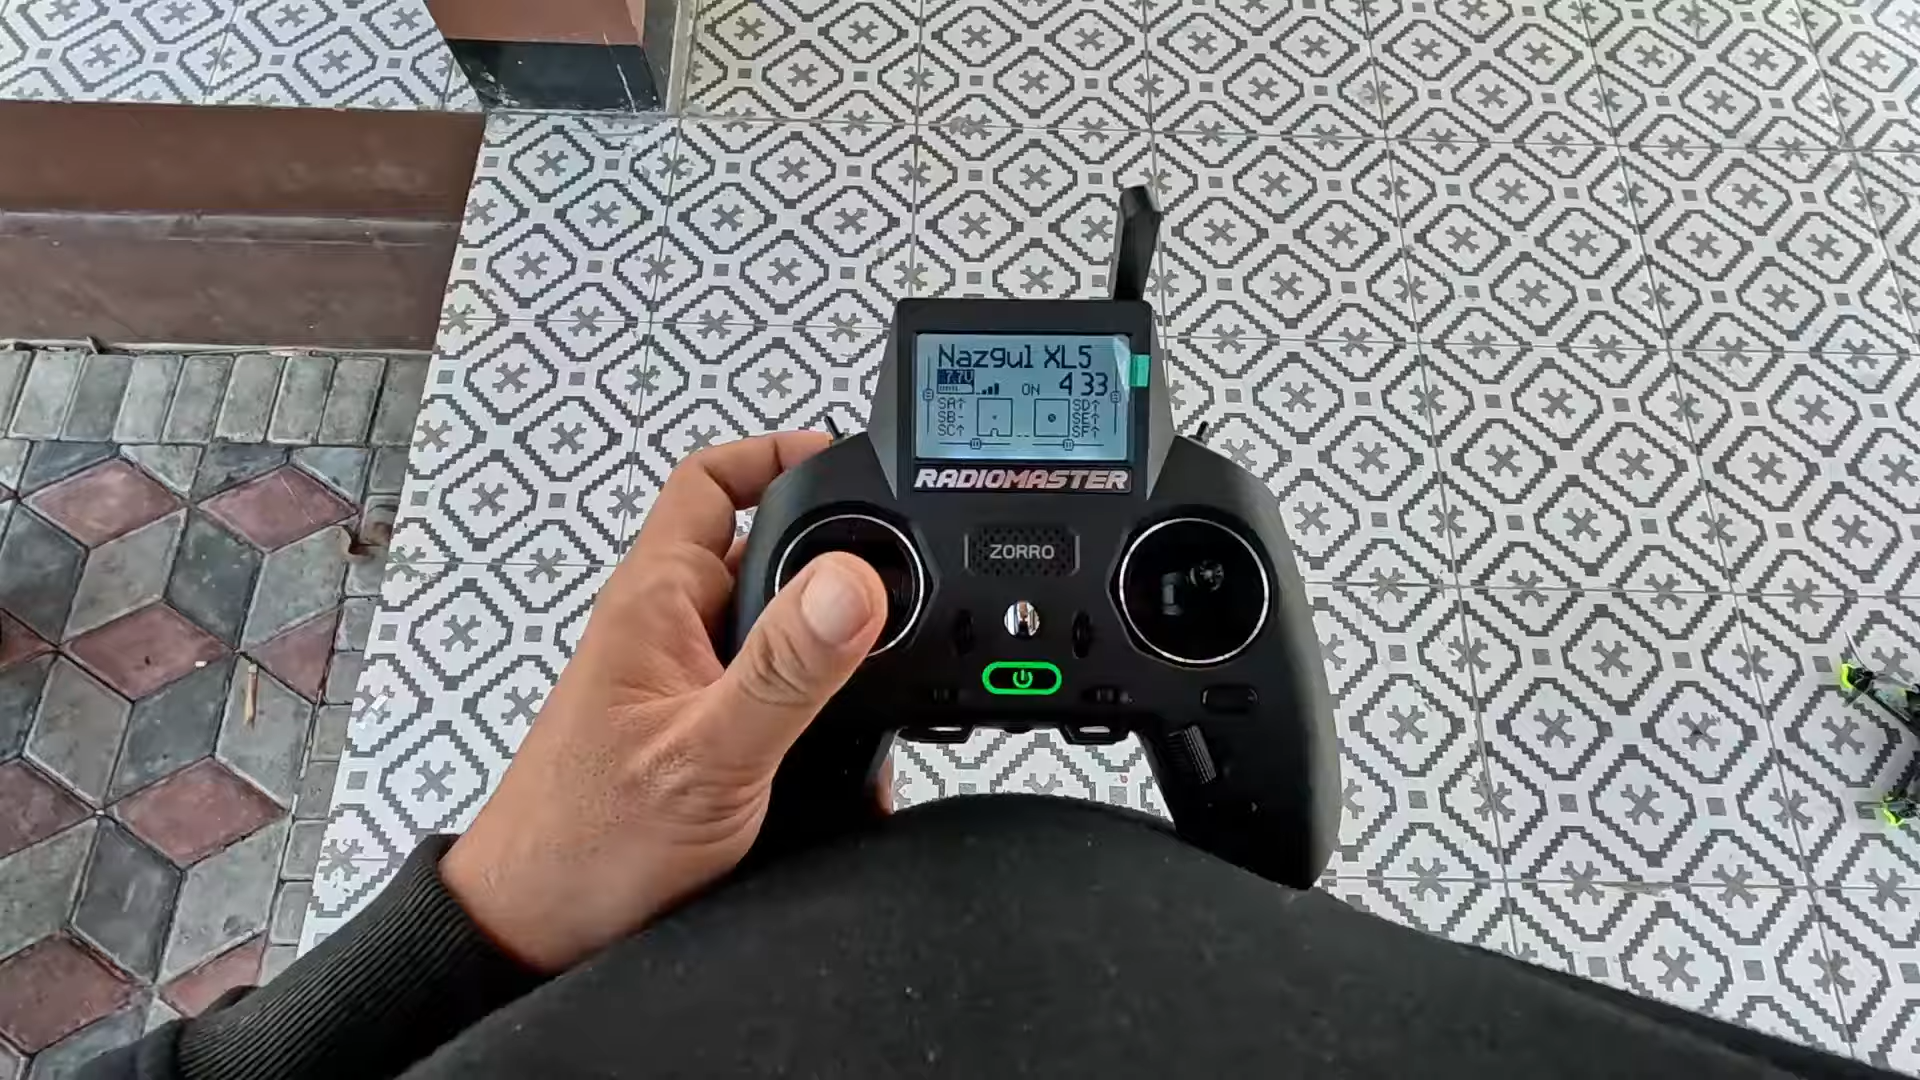 Nazgul XL5
7.7V ON 4:33
SA↑ SD↑
SB- SE↑
SC↑ SF↑
RADIOMASTER
ZORRO